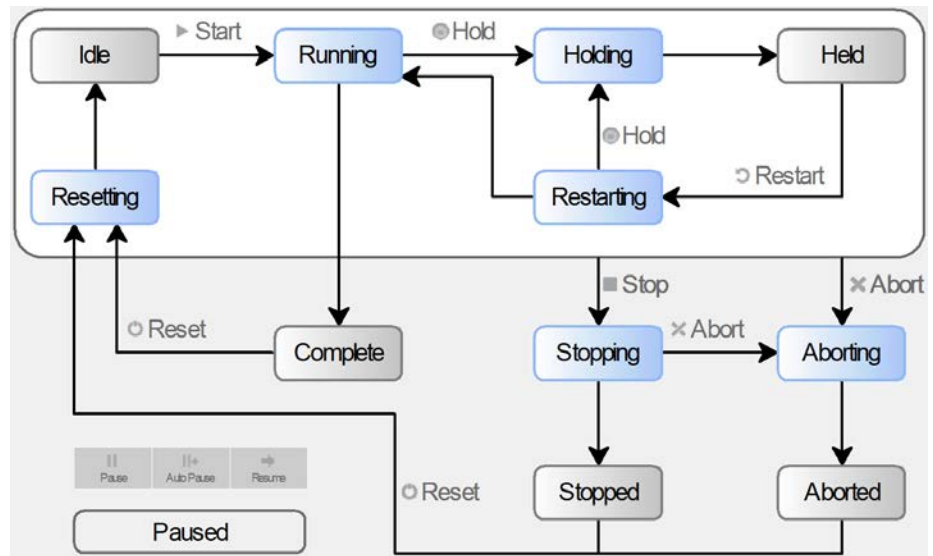 Start
Hold
Idle
Running
Holding
Held
Hold
Resetting
Restarting
Restart
Stop
Abort
Reset
Abort
Complete
Stopping
Aborting
Pause
Auto Pause
Resume
Reset
Stopped
Aborted
Paused